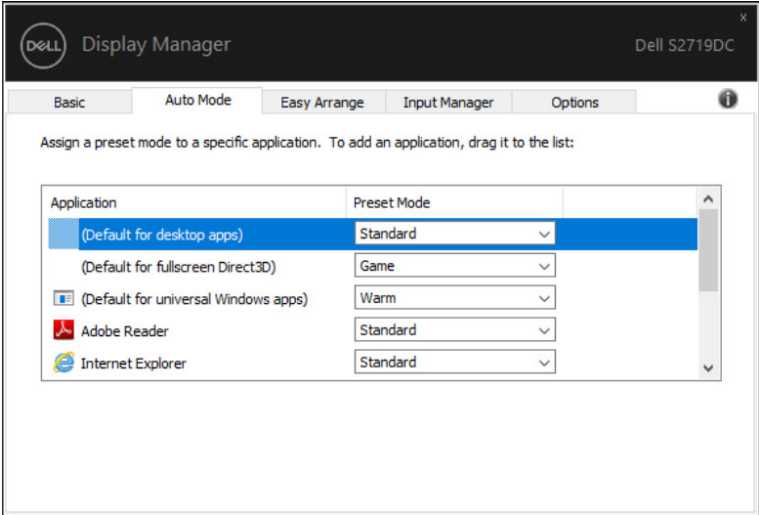 x
DELL Display Manager Dell S2719DC
Basic Auto Mode Easy Arrange Input Manager Options i
Assign a preset mode to a specific application. To add an application, drag it to the list:
Application Preset Mode
(Default for desktop apps) Standard
(Default for fullscreen Direct3D) Game
(Default for universal Windows apps) Warm
Adobe Reader Standard
Internet Explorer Standard